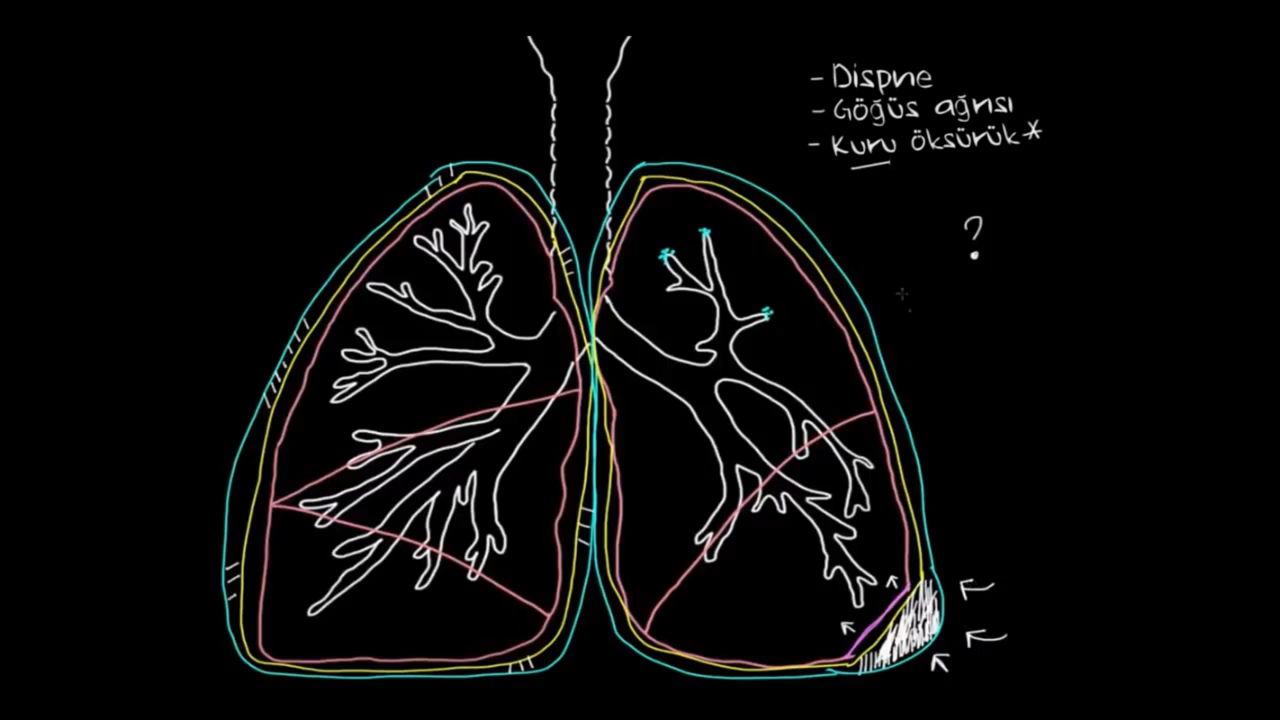 - Dispne
- Göğüs ağrısı
- Kuru öksürük*
?